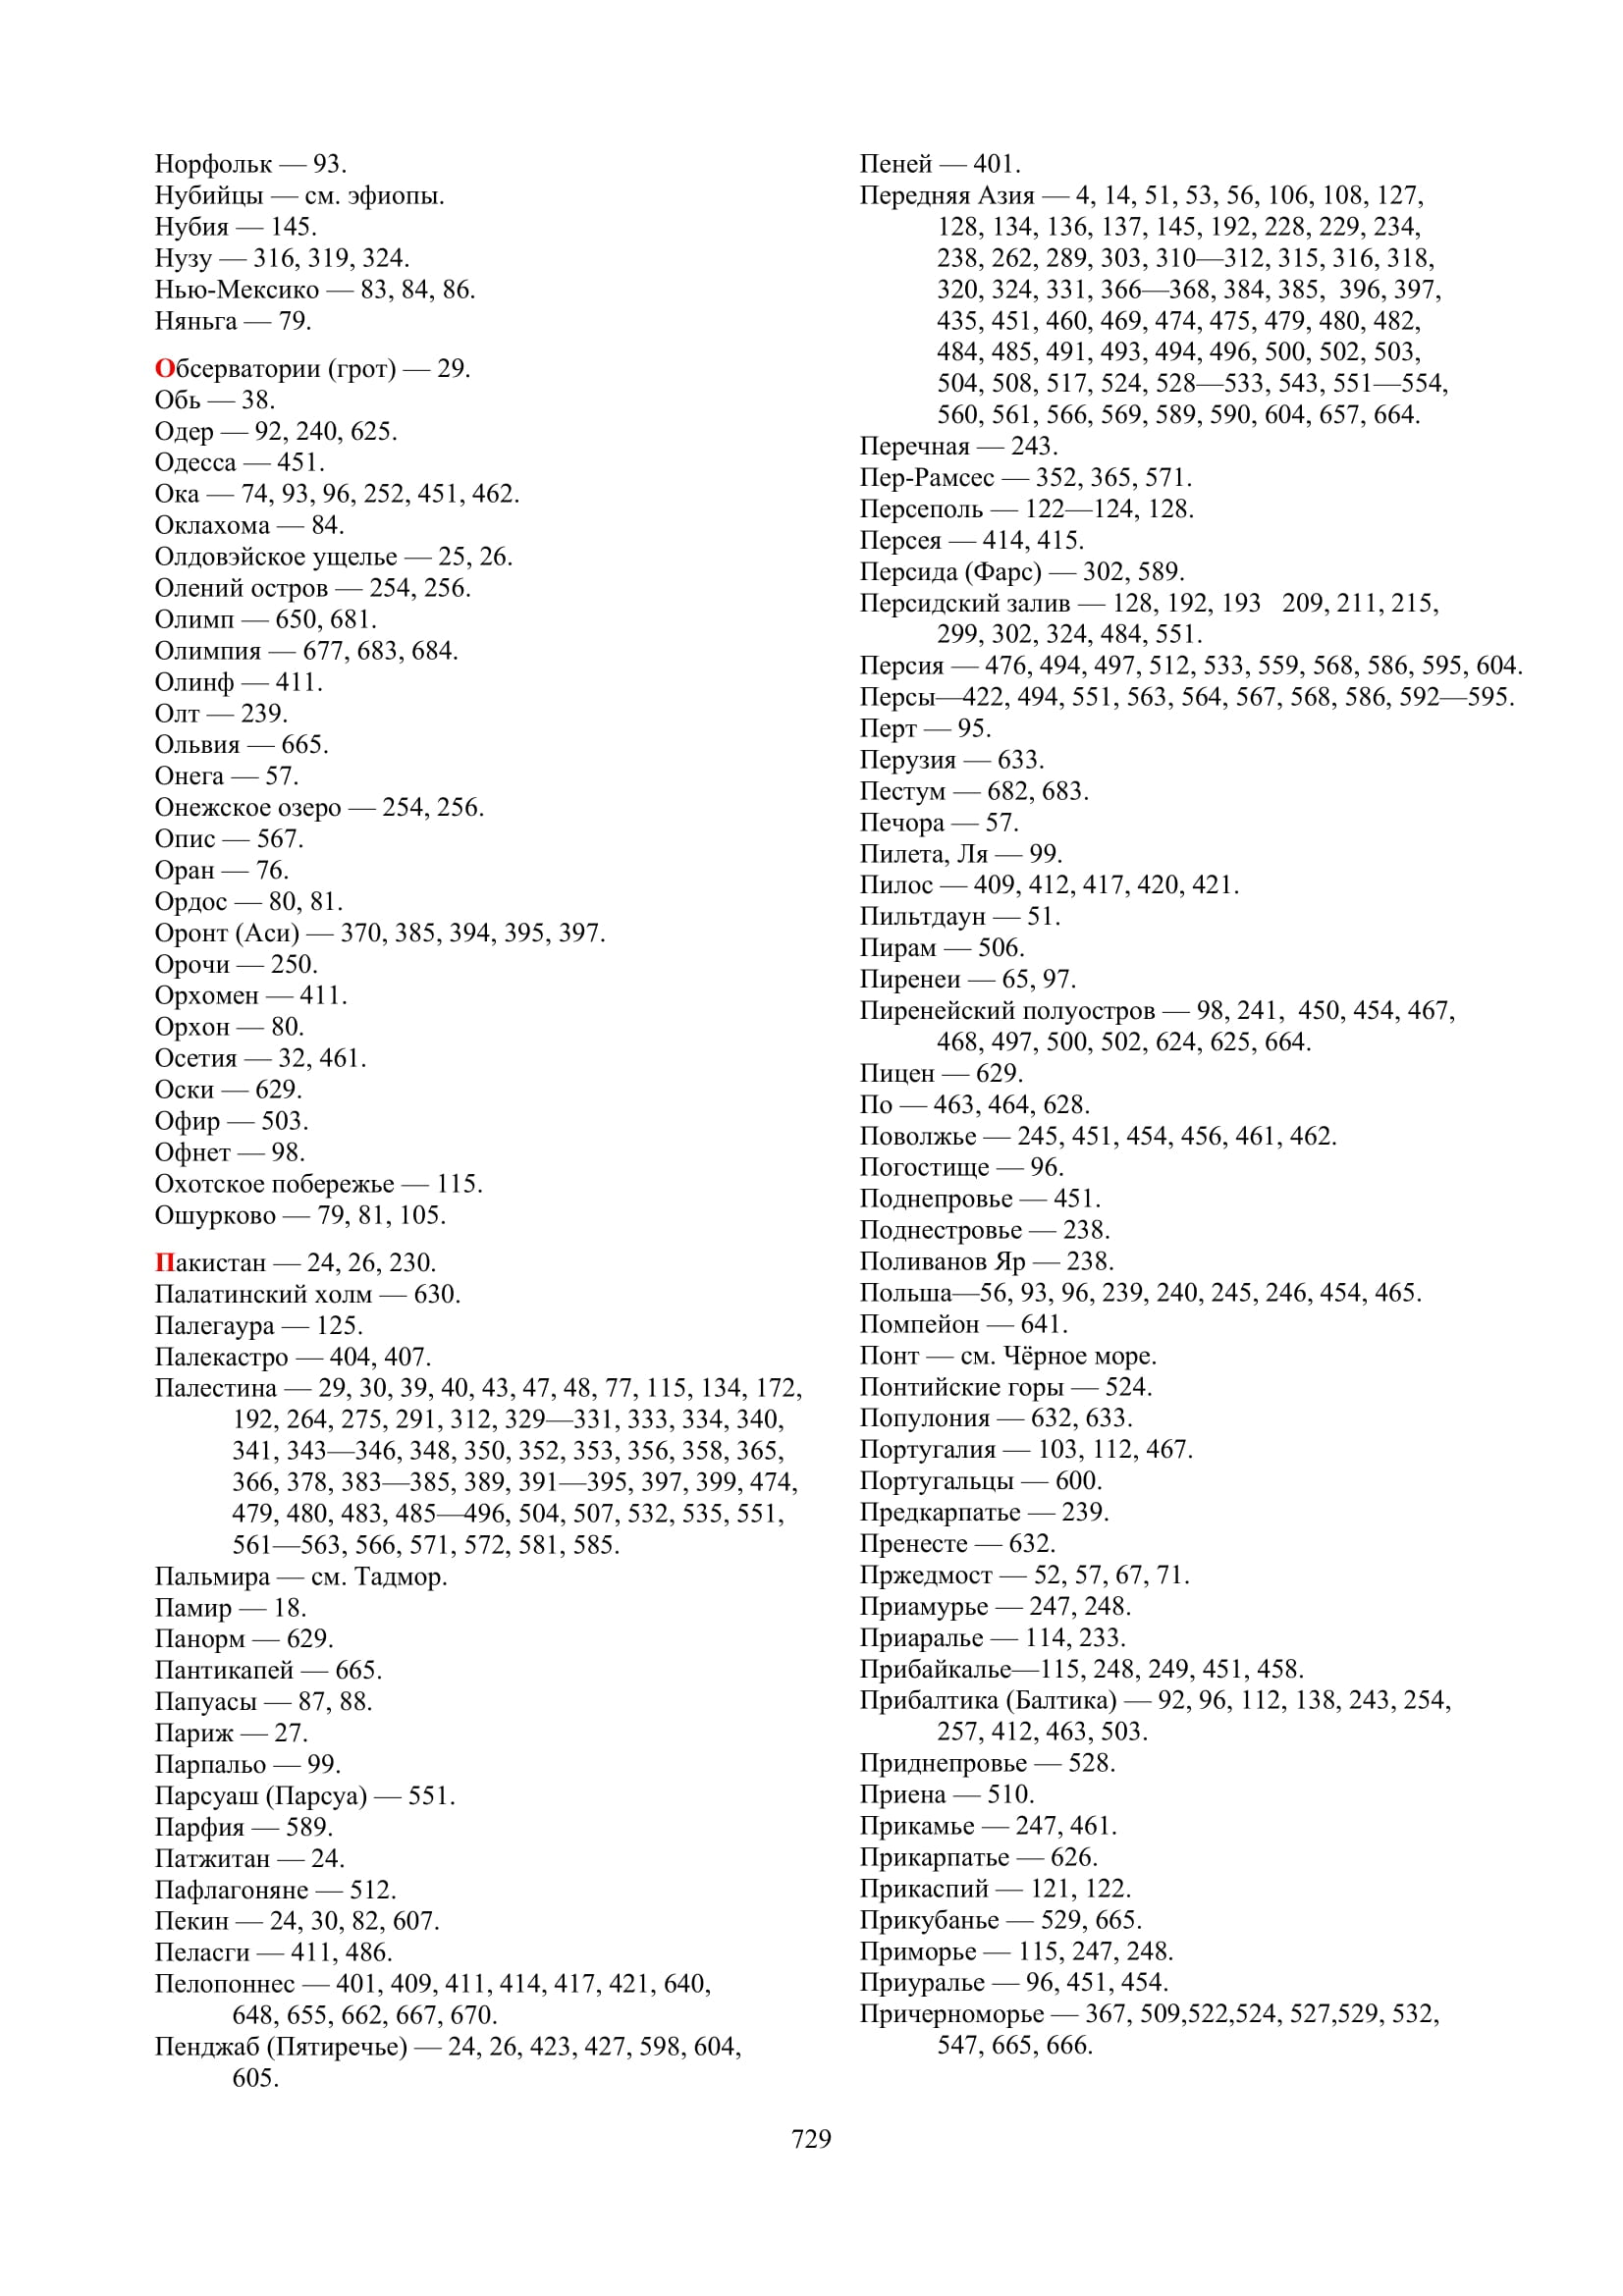 Норфольк — 93.
Нубийцы — см. эфиопы.
Нубия — 145.
Нузу — 316, 319, 324.
Нью-Мексико — 83, 84, 86.
Няньга — 79.
Обсерватории (грот) — 29.
Обь — 38.
Одер — 92, 240, 625.
Одесса — 451.
Ока — 74, 93, 96, 252, 451, 462.
Оклахома — 84.
Олдовэйское ущелье — 25, 26.
Олений остров — 254, 256.
Олимп — 650, 681.
Олимпия — 677, 683, 684.
Олинф — 411.
Олт — 239.
Ольвия — 665.
Онега — 57.
Онежское озеро — 254, 256.
Опис — 567.
Оран — 76.
Ордос — 80, 81.
Оронт (Аси) — 370, 385, 394, 395, 397.
Орочи — 250.
Орхомен — 411.
Орхон — 80.
Осетия — 32, 461.
Оски — 629.
Офир — 503.
Офнет — 98.
Охотское побережье — 115.
Ошурково — 79, 81, 105.
Пакистан — 24, 26, 230.
Палатинский холм — 630.
Палегаура — 125.
Палекастро — 404, 407.
Палестина — 29, 30, 39, 40, 43, 47, 48, 77, 115, 134, 172,
192, 264, 275, 291, 312, 329—331, 333, 334, 340,
341, 343—346, 348, 350, 352, 353, 356, 358, 365,
366, 378, 383—385, 389, 391—395, 397, 399, 474,
479, 480, 483, 485—496, 504, 507, 532, 535, 551,
561—563, 566, 571, 572, 581, 585.
Пальмира — см. Тадмор.
Памир — 18.
Панорм — 629.
Пантикапей — 665.
Папуасы — 87, 88.
Париж — 27.
Парпальо — 99.
Парсуаш (Парсуа) — 551.
Парфия — 589.
Патжитан — 24.
Пафлагоняне — 512.
Пекин — 24, 30, 82, 607.
Пеласги — 411, 486.
Пелопоннес — 401, 409, 411, 414, 417, 421, 640,
648, 655, 662, 667, 670.
Пенджаб (Пятиречье) — 24, 26, 423, 427, 598, 604,
605.
Пеней — 401.
Передняя Азия — 4, 14, 51, 53, 56, 106, 108, 127,
128, 134, 136, 137, 145, 192, 228, 229, 234,
238, 262, 289, 303, 310—312, 315, 316, 318,
320, 324, 331, 366—368, 384, 385, 396, 397,
435, 451, 460, 469, 474, 475, 479, 480, 482,
484, 485, 491, 493, 494, 496, 500, 502, 503,
504, 508, 517, 524, 528—533, 543, 551—554,
560, 561, 566, 569, 589, 590, 604, 657, 664.
Перечная — 243.
Пер-Рамсес — 352, 365, 571.
Персеполь — 122—124, 128.
Персея — 414, 415.
Персида (Фарс) — 302, 589.
Персидский залив — 128, 192, 193 209, 211, 215,
299, 302, 324, 484, 551.
Персия — 476, 494, 497, 512, 533, 559, 568, 586, 595, 604.
Персы—422, 494, 551, 563, 564, 567, 568, 586, 592—595.
Перт — 95.
Перузия — 633.
Пестум — 682, 683.
Печора — 57.
Пилета, Ля — 99.
Пилос — 409, 412, 417, 420, 421.
Пильтдаун — 51.
Пирам — 506.
Пиренеи — 65, 97.
Пиренейский полуостров — 98, 241, 450, 454, 467,
468, 497, 500, 502, 624, 625, 664.
Пицен — 629.
По — 463, 464, 628.
Поволжье — 245, 451, 454, 456, 461, 462.
Погостище — 96.
Поднепровье — 451.
Поднестровье — 238.
Поливанов Яр — 238.
Польша—56, 93, 96, 239, 240, 245, 246, 454, 465.
Помпейон — 641.
Понт — см. Чёрное море.
Понтийские горы — 524.
Популония — 632, 633.
Португалия — 103, 112, 467.
Португальцы — 600.
Предкарпатье — 239.
Пренесте — 632.
Пржедмост — 52, 57, 67, 71.
Приамурье — 247, 248.
Приаралье — 114, 233.
Прибайкалье—115, 248, 249, 451, 458.
Прибалтика (Балтика) — 92, 96, 112, 138, 243, 254,
257, 412, 463, 503.
Приднепровье — 528.
Приена — 510.
Прикамье — 247, 461.
Прикарпатье — 626.
Прикаспий — 121, 122.
Прикубанье — 529, 665.
Приморье — 115, 247, 248.
Приуралье — 96, 451, 454.
Причерноморье — 367, 509,522,524, 527,529, 532,
547, 665, 666.
729